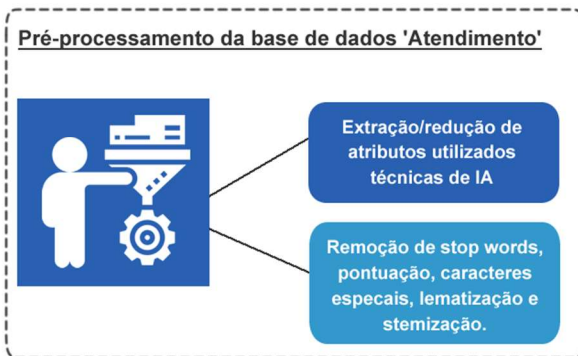 Pré-processamento da base de dados 'Atendimento'
Extração/redução de
atributos utilizados
técnicas de IA
Remoção de stop words,
pontuação, caracteres
especais, lematização e
stemização.